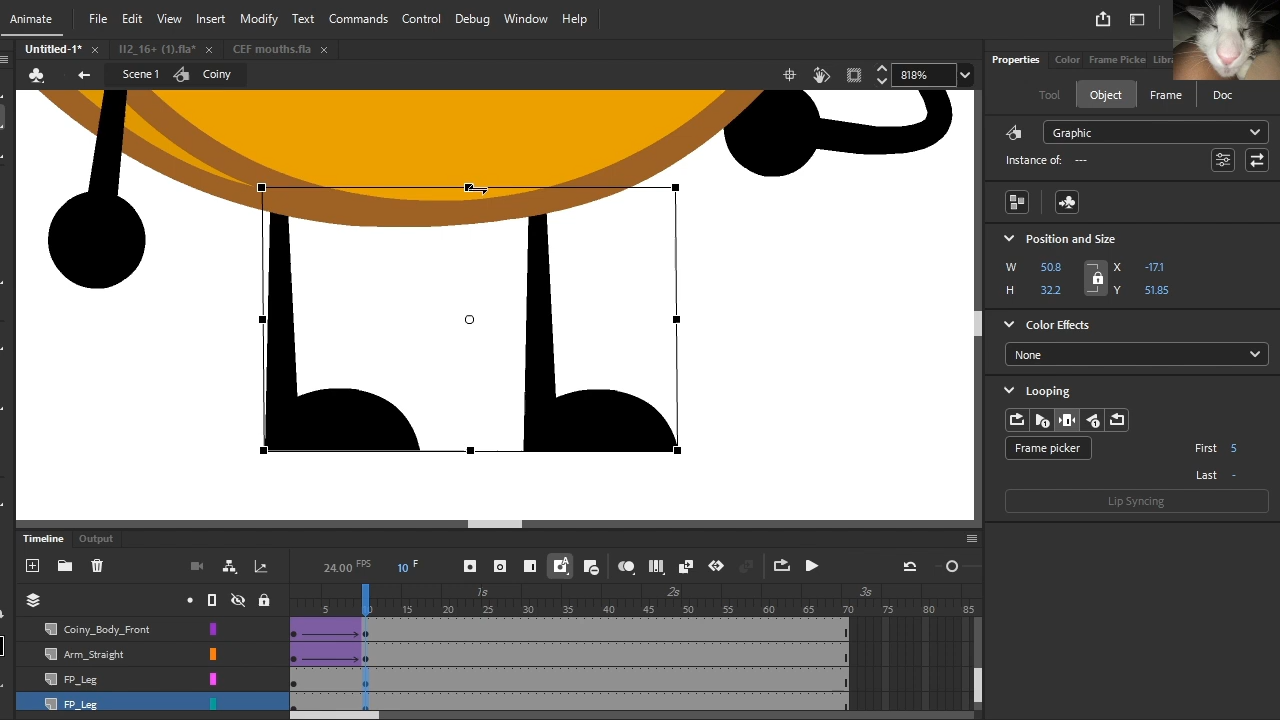 Animate File Edit View Insert Modify Text Commands Control Debug Window Help
Untitled-1* × II2_16+ (1).fla* × CEF mouths.fla ×
Properties Color Frame Picke
Scene 1 Coiny 818%
Tool Object Frame Doc
Graphic
Instance of: ---
Position and Size
W 50.8 X -17.1
H 32.2 Y 51.85
Color Effects
None
Looping
Frame picker First 5
Last -
Lip Syncing
Timeline Output
24.00 FPS 10 F
1s 2s 3s
5 10 15 20 25 30 35 40 45 50 55 60 65 70 75 80 85
Coiny_Body_Front
Arm_Straight
FP_Leg
FP_Leg